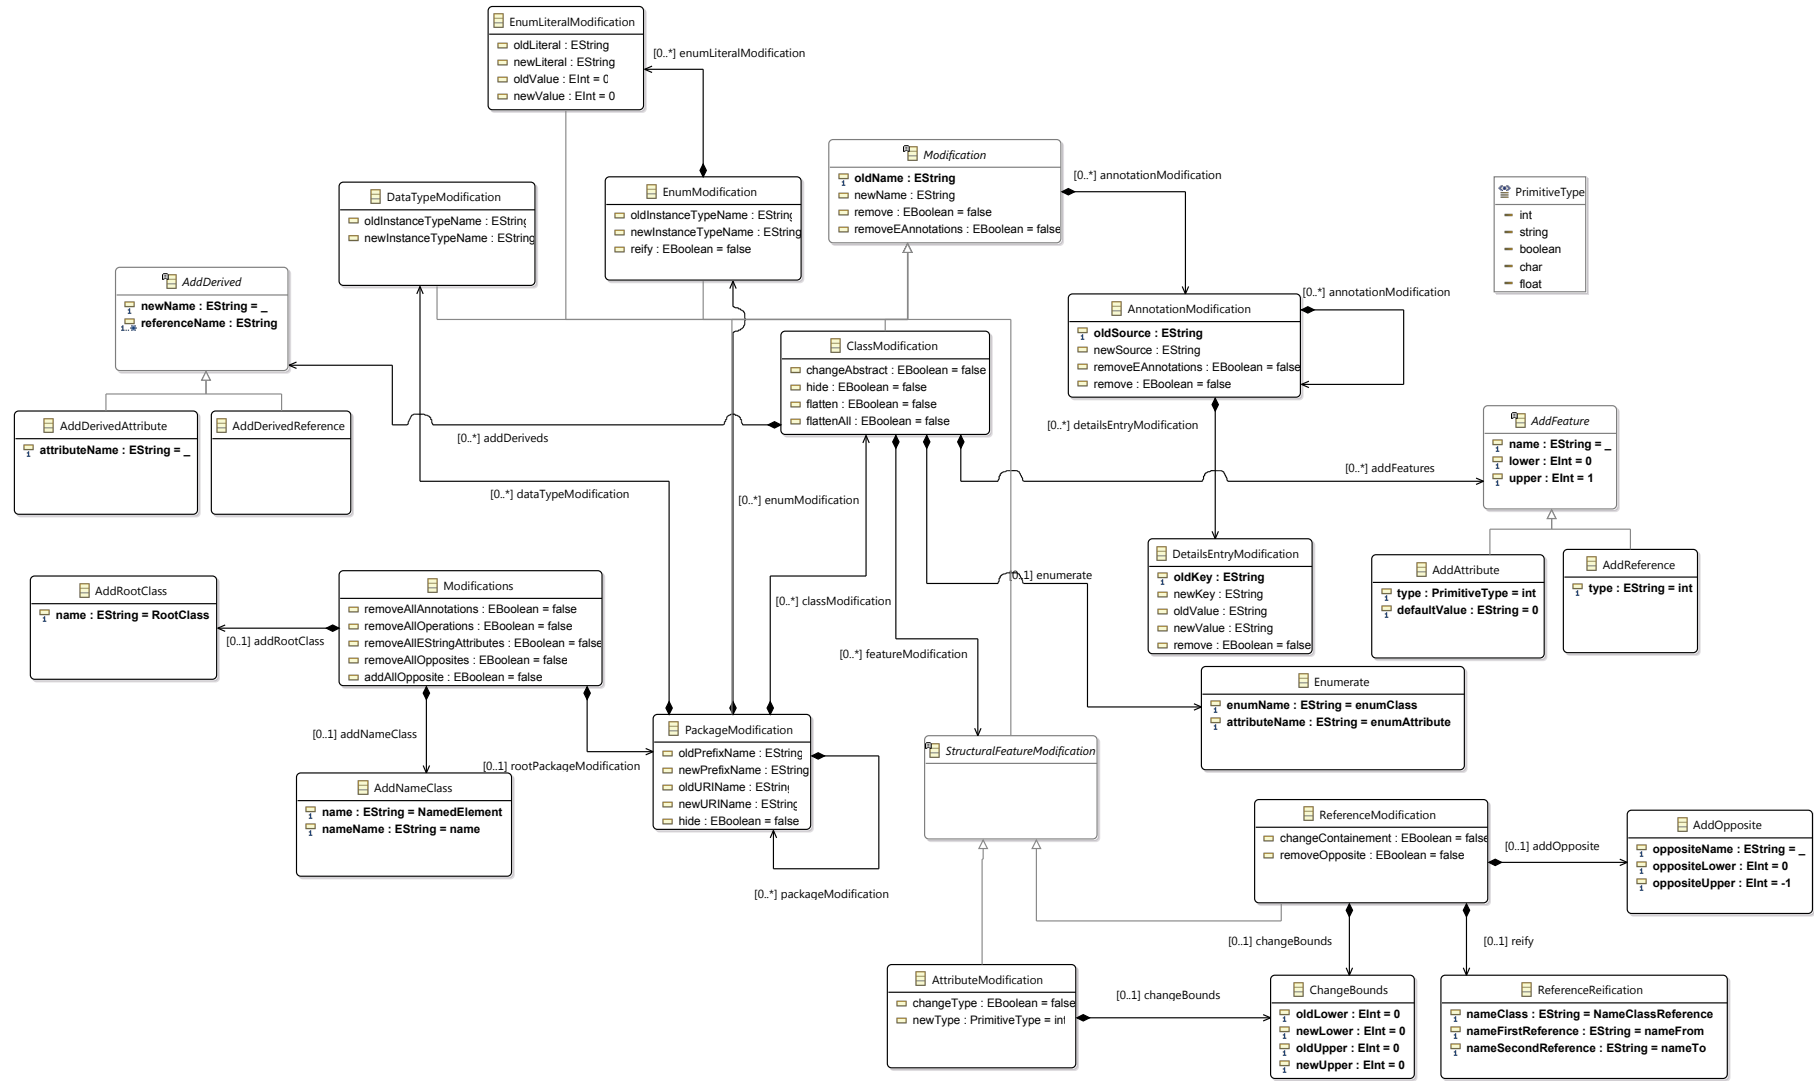 EnumLiteralModification
oldLiteral : EString
newLiteral : EString
oldValue : EInt = 0
newValue : EInt = 0
[0..*] enumLiteralModification
Modification
oldName : EString
newName : EString
remove : EBoolean = false
removeEAnnotations : EBoolean = false
[0..*] annotationModification
DataTypeModification
oldInstanceTypeName : EString
newInstanceTypeName : EString
EnumModification
oldInstanceTypeName : EString
newInstanceTypeName : EString
reify : EBoolean = false
PrimitiveType
int
string
boolean
char
float
AddDerived
newName : EString = _
1..*
referenceName : EString
AnnotationModification
oldSource : EString
newSource : EString
removeEAnnotations : EBoolean = false
remove : EBoolean = false
[0..*] annotationModification
ClassModification
changeAbstract : EBoolean = false
hide : EBoolean = false
flatten : EBoolean = false
flattenAll : EBoolean = false
AddDerivedAttribute
attributeName : EString = _
AddDerivedReference
[0..*] addDeriveds
[0..*] detailsEntryModification
AddFeature
name : EString = _
lower : EInt = 0
upper : EInt = 1
[0..*] addFeatures
[0..*] dataTypeModification
[0..*] enumModification
DetailsEntryModification
oldKey : EString
newKey : EString
oldValue : EString
newValue : EString
remove : EBoolean = false
AddAttribute
type : PrimitiveType = int
defaultValue : EString = 0
AddReference
type : EString = int
AddRootClass
name : EString = RootClass
[0..1] addRootClass
Modifications
removeAllAnnotations : EBoolean = false
removeAllOperations : EBoolean = false
removeAllEStringAttributes : EBoolean = false
removeAllOpposites : EBoolean = false
addAllOpposite : EBoolean = false
[0..1] enumerate
[0..*] classModification
[0..*] featureModification
Enumerate
enumName : EString = enumClass
attributeName : EString = enumAttribute
[0..1] addNameClass
[0..1] rootPackageModification
PackageModification
oldPrefixName : EString
newPrefixName : EString
oldURIName : EString
newURIName : EString
hide : EBoolean = false
[0..*] packageModification
StructuralFeatureModification
AddNameClass
name : EString = NamedElement
nameName : EString = name
ReferenceModification
changeContainement : EBoolean = false
removeOpposite : EBoolean = false
[0..1] addOpposite
AddOpposite
oppositeName : EString = _
oppositeLower : EInt = 0
oppositeUpper : EInt = -1
[0..1] changeBounds
[0..1] reify
AttributeModification
changeType : EBoolean = false
newType : PrimitiveType = int
[0..1] changeBounds
ChangeBounds
oldLower : EInt = 0
newLower : EInt = 0
oldUpper : EInt = 0
newUpper : EInt = 0
ReferenceReification
nameClass : EString = NameClassReference
nameFirstReference : EString = nameFrom
nameSecondReference : EString = nameTo